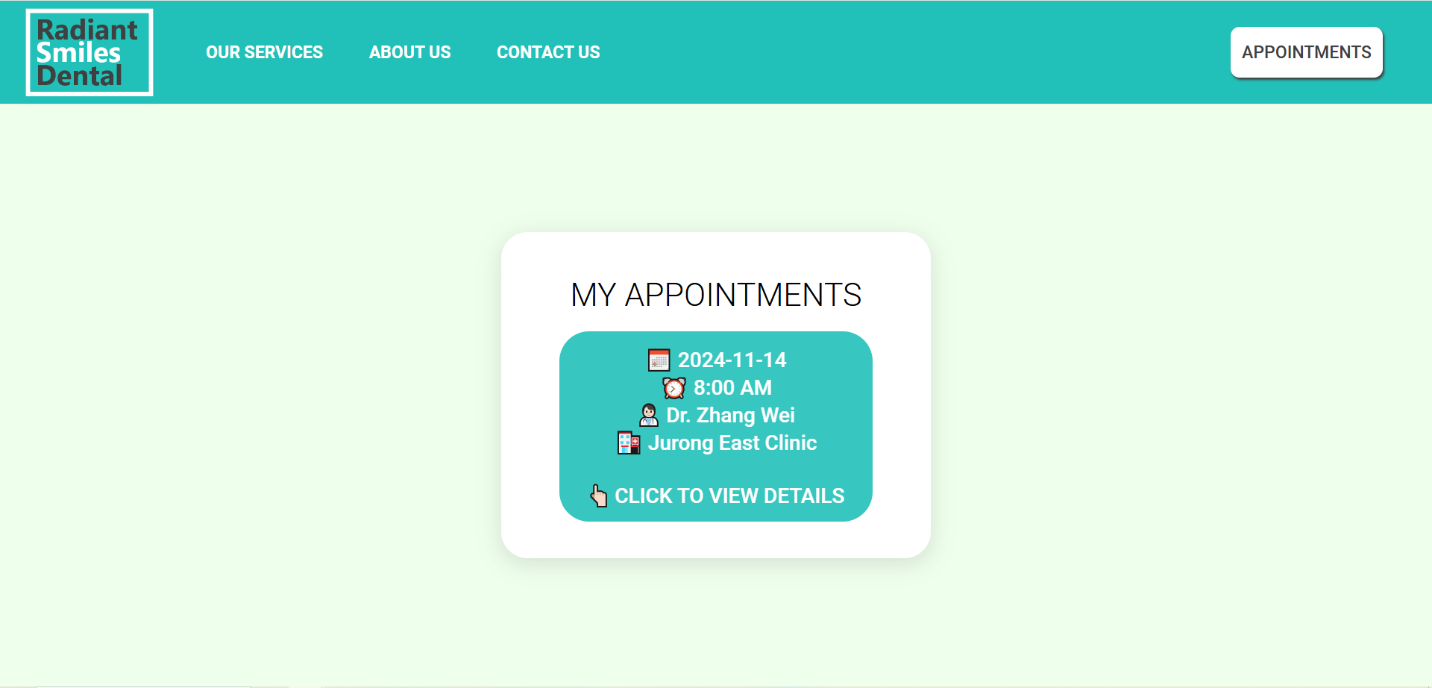 Radiant
Smiles
Dental
OUR SERVICES
ABOUT US
CONTACT US
APPOINTMENTS
MY APPOINTMENTS
2024-11-14
8:00 AM
Dr. Zhang Wei
Jurong East Clinic
CLICK TO VIEW DETAILS